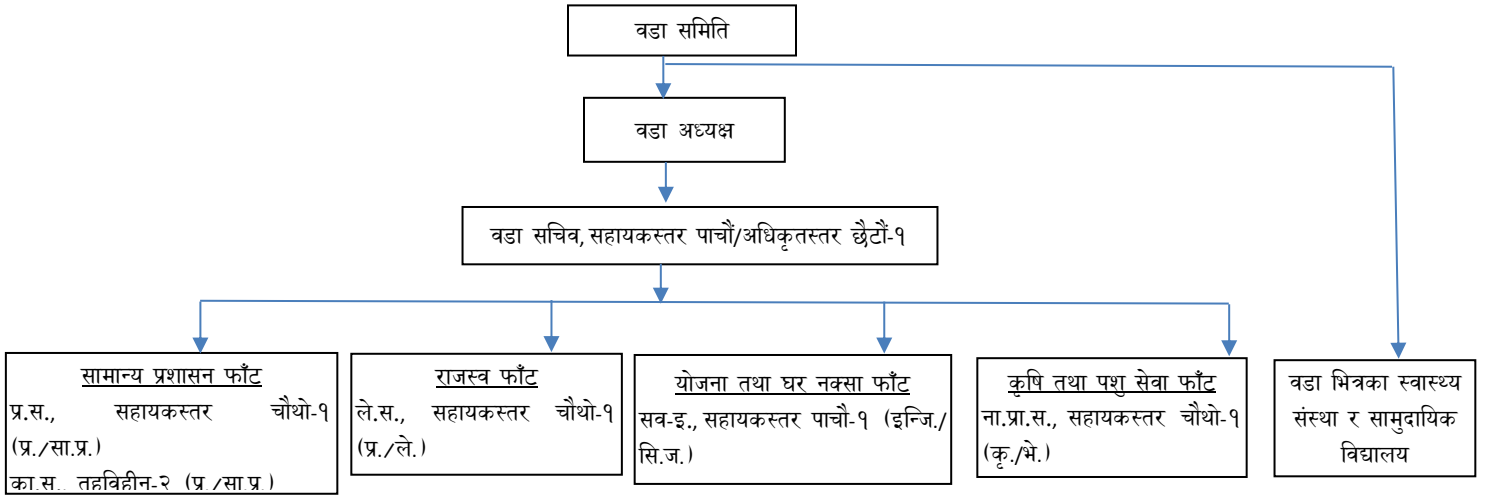 वडा समिति
वडा अध्यक्ष
वडा सचिव, सहायकस्तर पाचौं/अधिकृतस्तर छैटौं-१
सामान्य प्रशासन फाँट
प्र.स., सहायकस्तर चौथो-१
(प्र./सा.प्र.)
का.स., तहविहीन-२ (प्र./सा.प्र.)
राजस्व फाँट
ले.स., सहायकस्तर चौथो-१
(प्र./ले.)
योजना तथा घर नक्सा फाँट
सव-इ., सहायकस्तर पाचौ-१ (इन्जि./
सि.ज.)
कृषि तथा पशु सेवा फाँट
ना.प्रा.स., सहायकस्तर चौथो-१
(कृ./भे.)
वडा भित्रका स्वास्थ्य
संस्था र सामुदायिक
विद्यालय